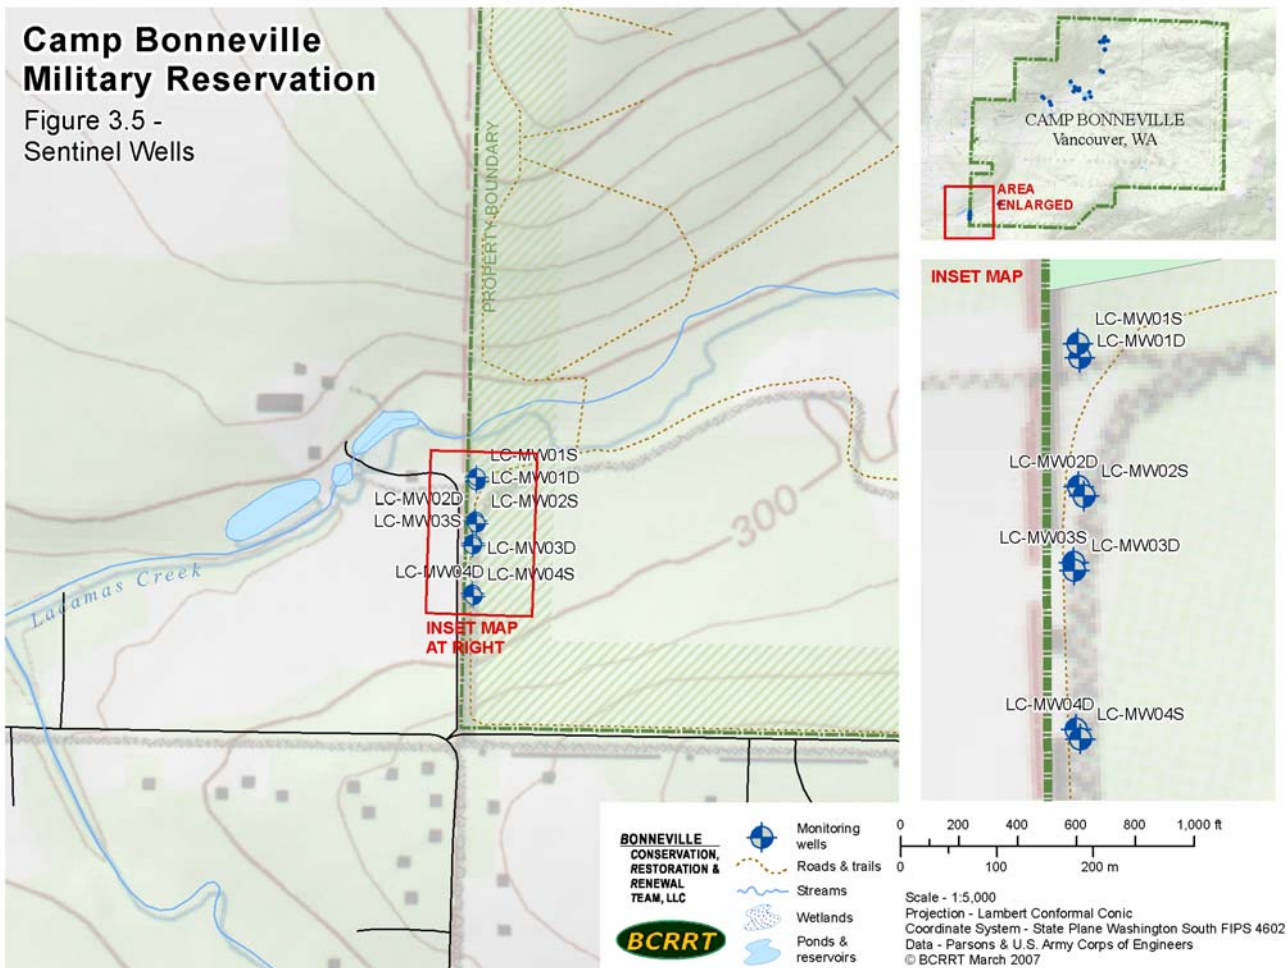 Camp Bonneville
Military Reservation
Figure 3.5 -
Sentinel Wells
PROPERTY BOUNDARY
LC-MW01S
LC-MW01D
LC-MW02D
LC-MW02S
LC-MW03S
LC-MW03D
LC-MW04D
LC-MW04S
300
Lacamas Creek
INSET MAP
AT RIGHT
CAMP BONNEVILLE
Vancouver, WA
AREA
ENLARGED
INSET MAP
LC-MW01S
LC-MW01D
LC-MW02D
LC-MW02S
LC-MW03S
LC-MW03D
LC-MW04D
LC-MW04S
BONNEVILLE
CONSERVATION,
RESTORATION &
RENEWAL
TEAM, LLC
BCRRT
Monitoring
wells
Roads & trails
Streams
Wetlands
Ponds &
reservoirs
0 200 400 600 800 1,000 ft
0 100 200 m
Scale - 1:5,000
Projection - Lambert Conformal Conic
Coordinate System - State Plane Washington South FIPS 4602
Data - Parsons & U.S. Army Corps of Engineers
© BCRRT March 2007